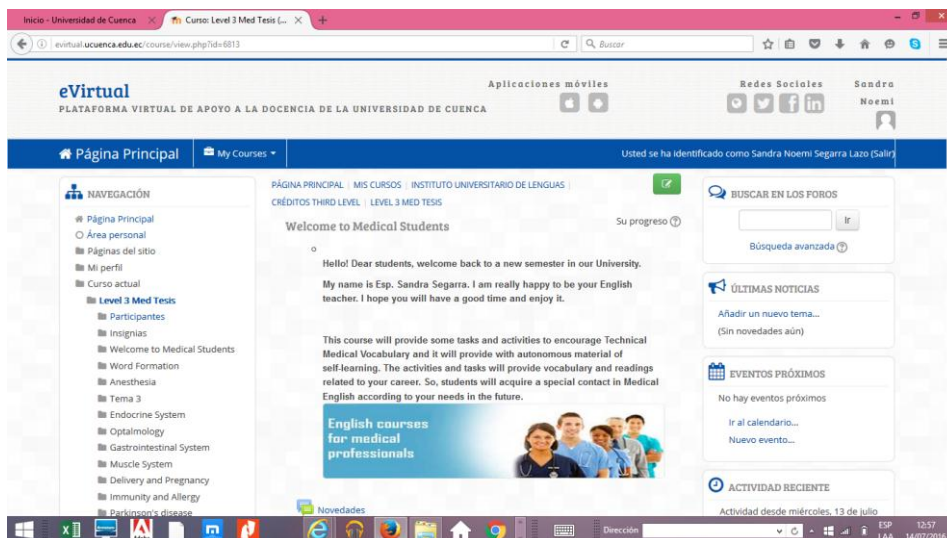 Inicio - Universidad de Cuenca
Curso: Level 3 Med Tesis (...
evirtual.ucuenca.edu.ec/course/view.php?id=6813
Buscar
eVirtual
PLATAFORMA VIRTUAL DE APOYO A LA DOCENCIA DE LA UNIVERSIDAD DE CUENCA
Aplicaciones móviles
Redes Sociales
Sandra
Noemi
Página Principal
My Courses
Usted se ha identificado como Sandra Noemi Segarra Lazo (Salir)
NAVEGACIÓN
Página Principal
Área personal
Páginas del sitio
Mi perfil
Curso actual
Level 3 Med Tesis
Participantes
Insignias
Welcome to Medical Students
Word Formation
Anesthesia
Tema 3
Endocrine System
Optalmology
Gastrointestinal System
Muscle System
Delivery and Pregnancy
Immunity and Allergy
Parkinson's disease
PÁGINA PRINCIPAL | MIS CURSOS | INSTITUTO UNIVERSITARIO DE LENGUAS |
CRÉDITOS THIRD LEVEL | LEVEL 3 MED TESIS
Welcome to Medical Students
Su progreso
Hello! Dear students, welcome back to a new semester in our University.
My name is Esp. Sandra Segarra. I am really happy to be your English
teacher. I hope you will have a good time and enjoy it.
This course will provide some tasks and activities to encourage Technical
Medical Vocabulary and it will provide with autonomous material of
self-learning. The activities and tasks will provide vocabulary and readings
related to your career. So, students will acquire a special contact in Medical
English according to your needs in the future.
English courses
for medical
professionals
Novedades
BUSCAR EN LOS FOROS
Ir
Búsqueda avanzada
ÚLTIMAS NOTICIAS
Añadir un nuevo tema...
(Sin novedades aún)
EVENTOS PRÓXIMOS
No hay eventos próximos
Ir al calendario...
Nuevo evento...
ACTIVIDAD RECIENTE
Actividad desde miércoles, 13 de julio
Dirección
ESP
LAA
12:57
14/07/2016